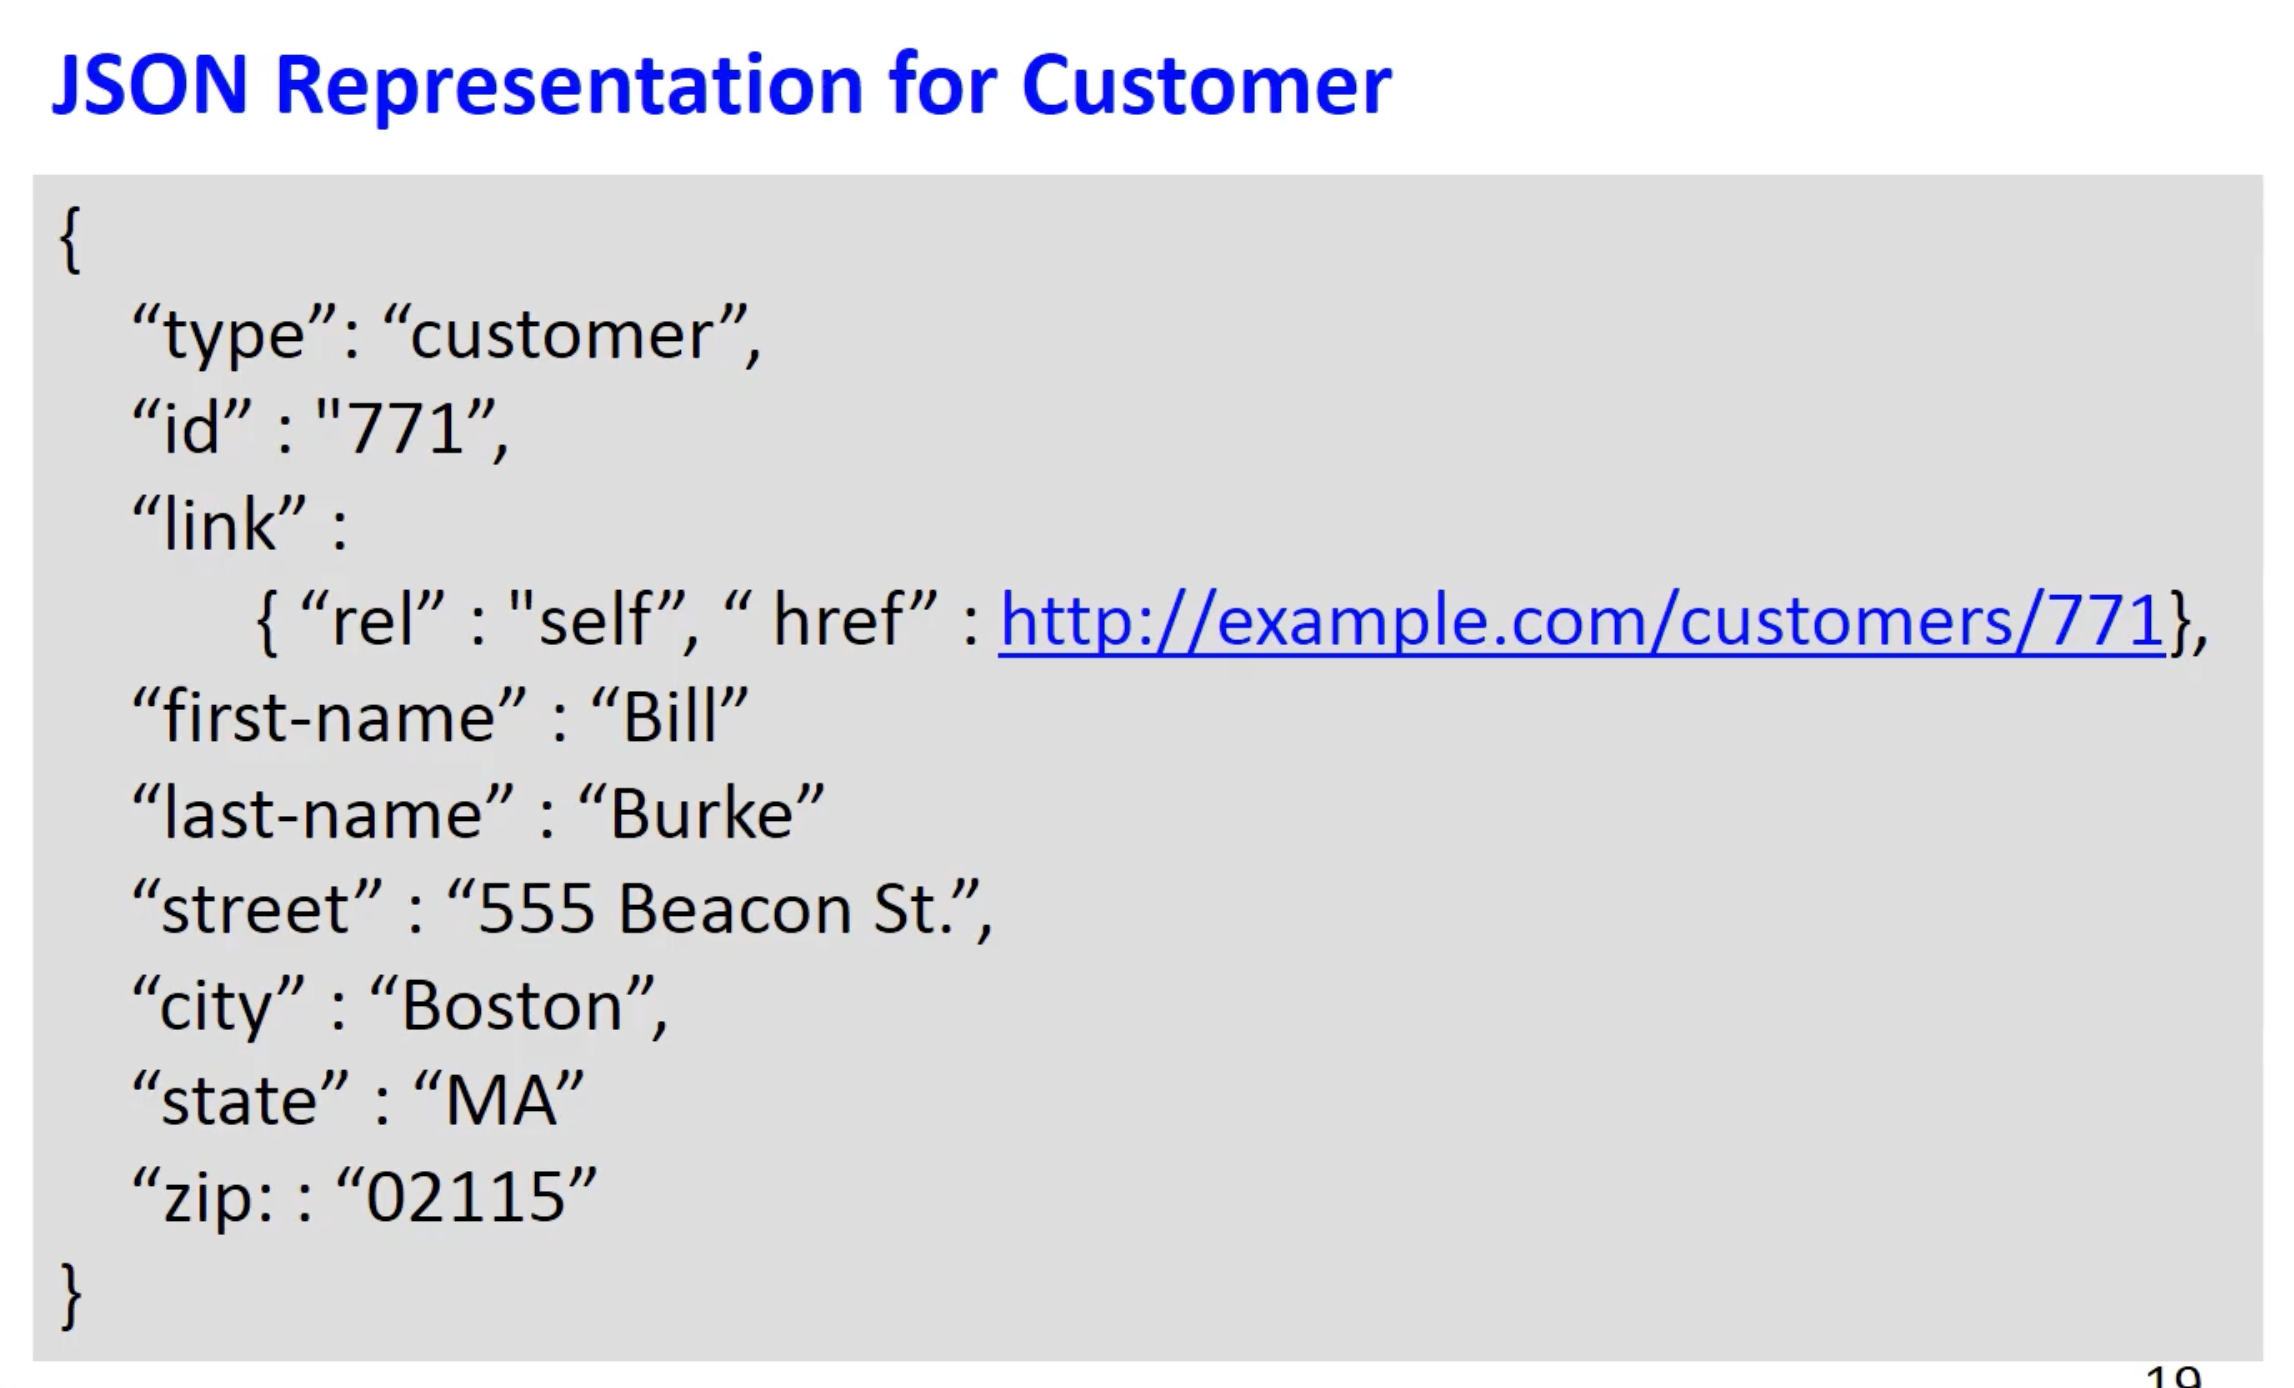 JSON Representation for Customer
{
“type”: “customer”,
“id” : "771”,
“link” :
{ “rel” : "self”, “ href” : http://example.com/customers/771},
“first-name” : “Bill”
“last-name” : “Burke”
“street” : “555 Beacon St.”,
“city” : “Boston”,
“state” : “MA”
“zip: : “02115”
}
19